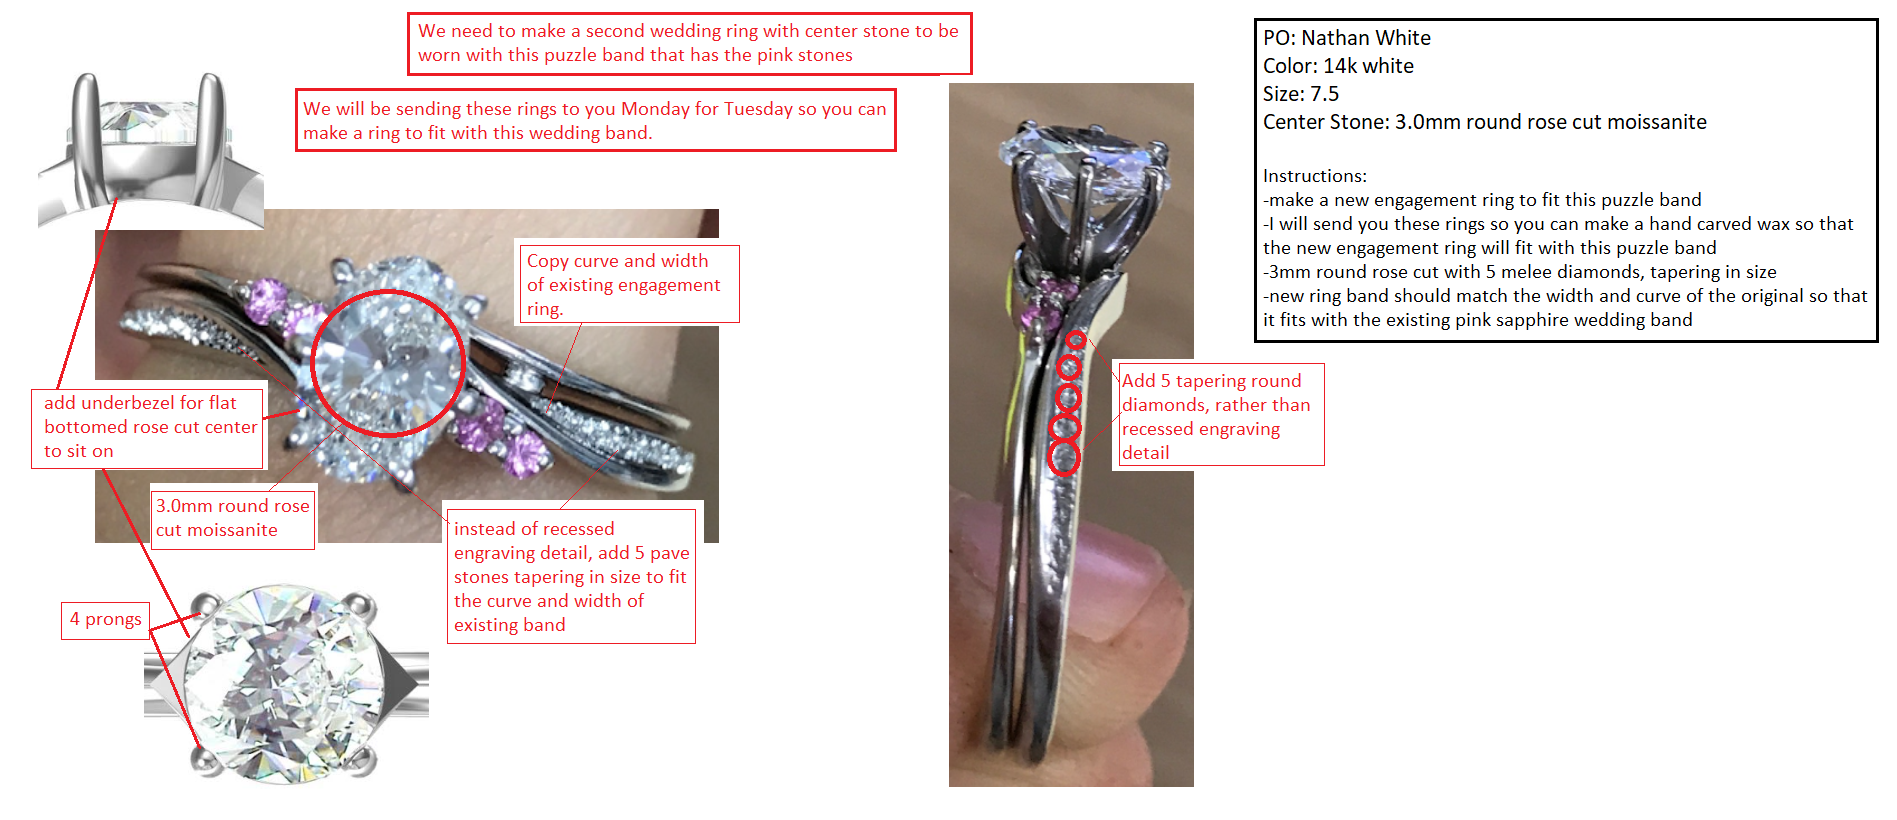 We need to make a second wedding ring with center stone to be
worn with this puzzle band that has the pink stones
We will be sending these rings to you Monday for Tuesday so you can
make a ring to fit with this wedding band.
PO: Nathan White
Color: 14k white
Size: 7.5
Center Stone: 3.0mm round rose cut moissanite
Instructions:
-make a new engagement ring to fit this puzzle band
-I will send you these rings so you can make a hand carved wax so that
the new engagement ring will fit with this puzzle band
-3mm round rose cut with 5 melee diamonds, tapering in size
-new ring band should match the width and curve of the original so that
it fits with the existing pink sapphire wedding band
Copy curve and width
of existing engagement
ring.
add underbezel for flat
bottomed rose cut center
to sit on
Add 5 tapering round
diamonds, rather than
recessed engraving
detail
3.0mm round rose
cut moissanite
instead of recessed
engraving detail, add 5 pave
stones tapering in size to fit
the curve and width of
existing band
4 prongs